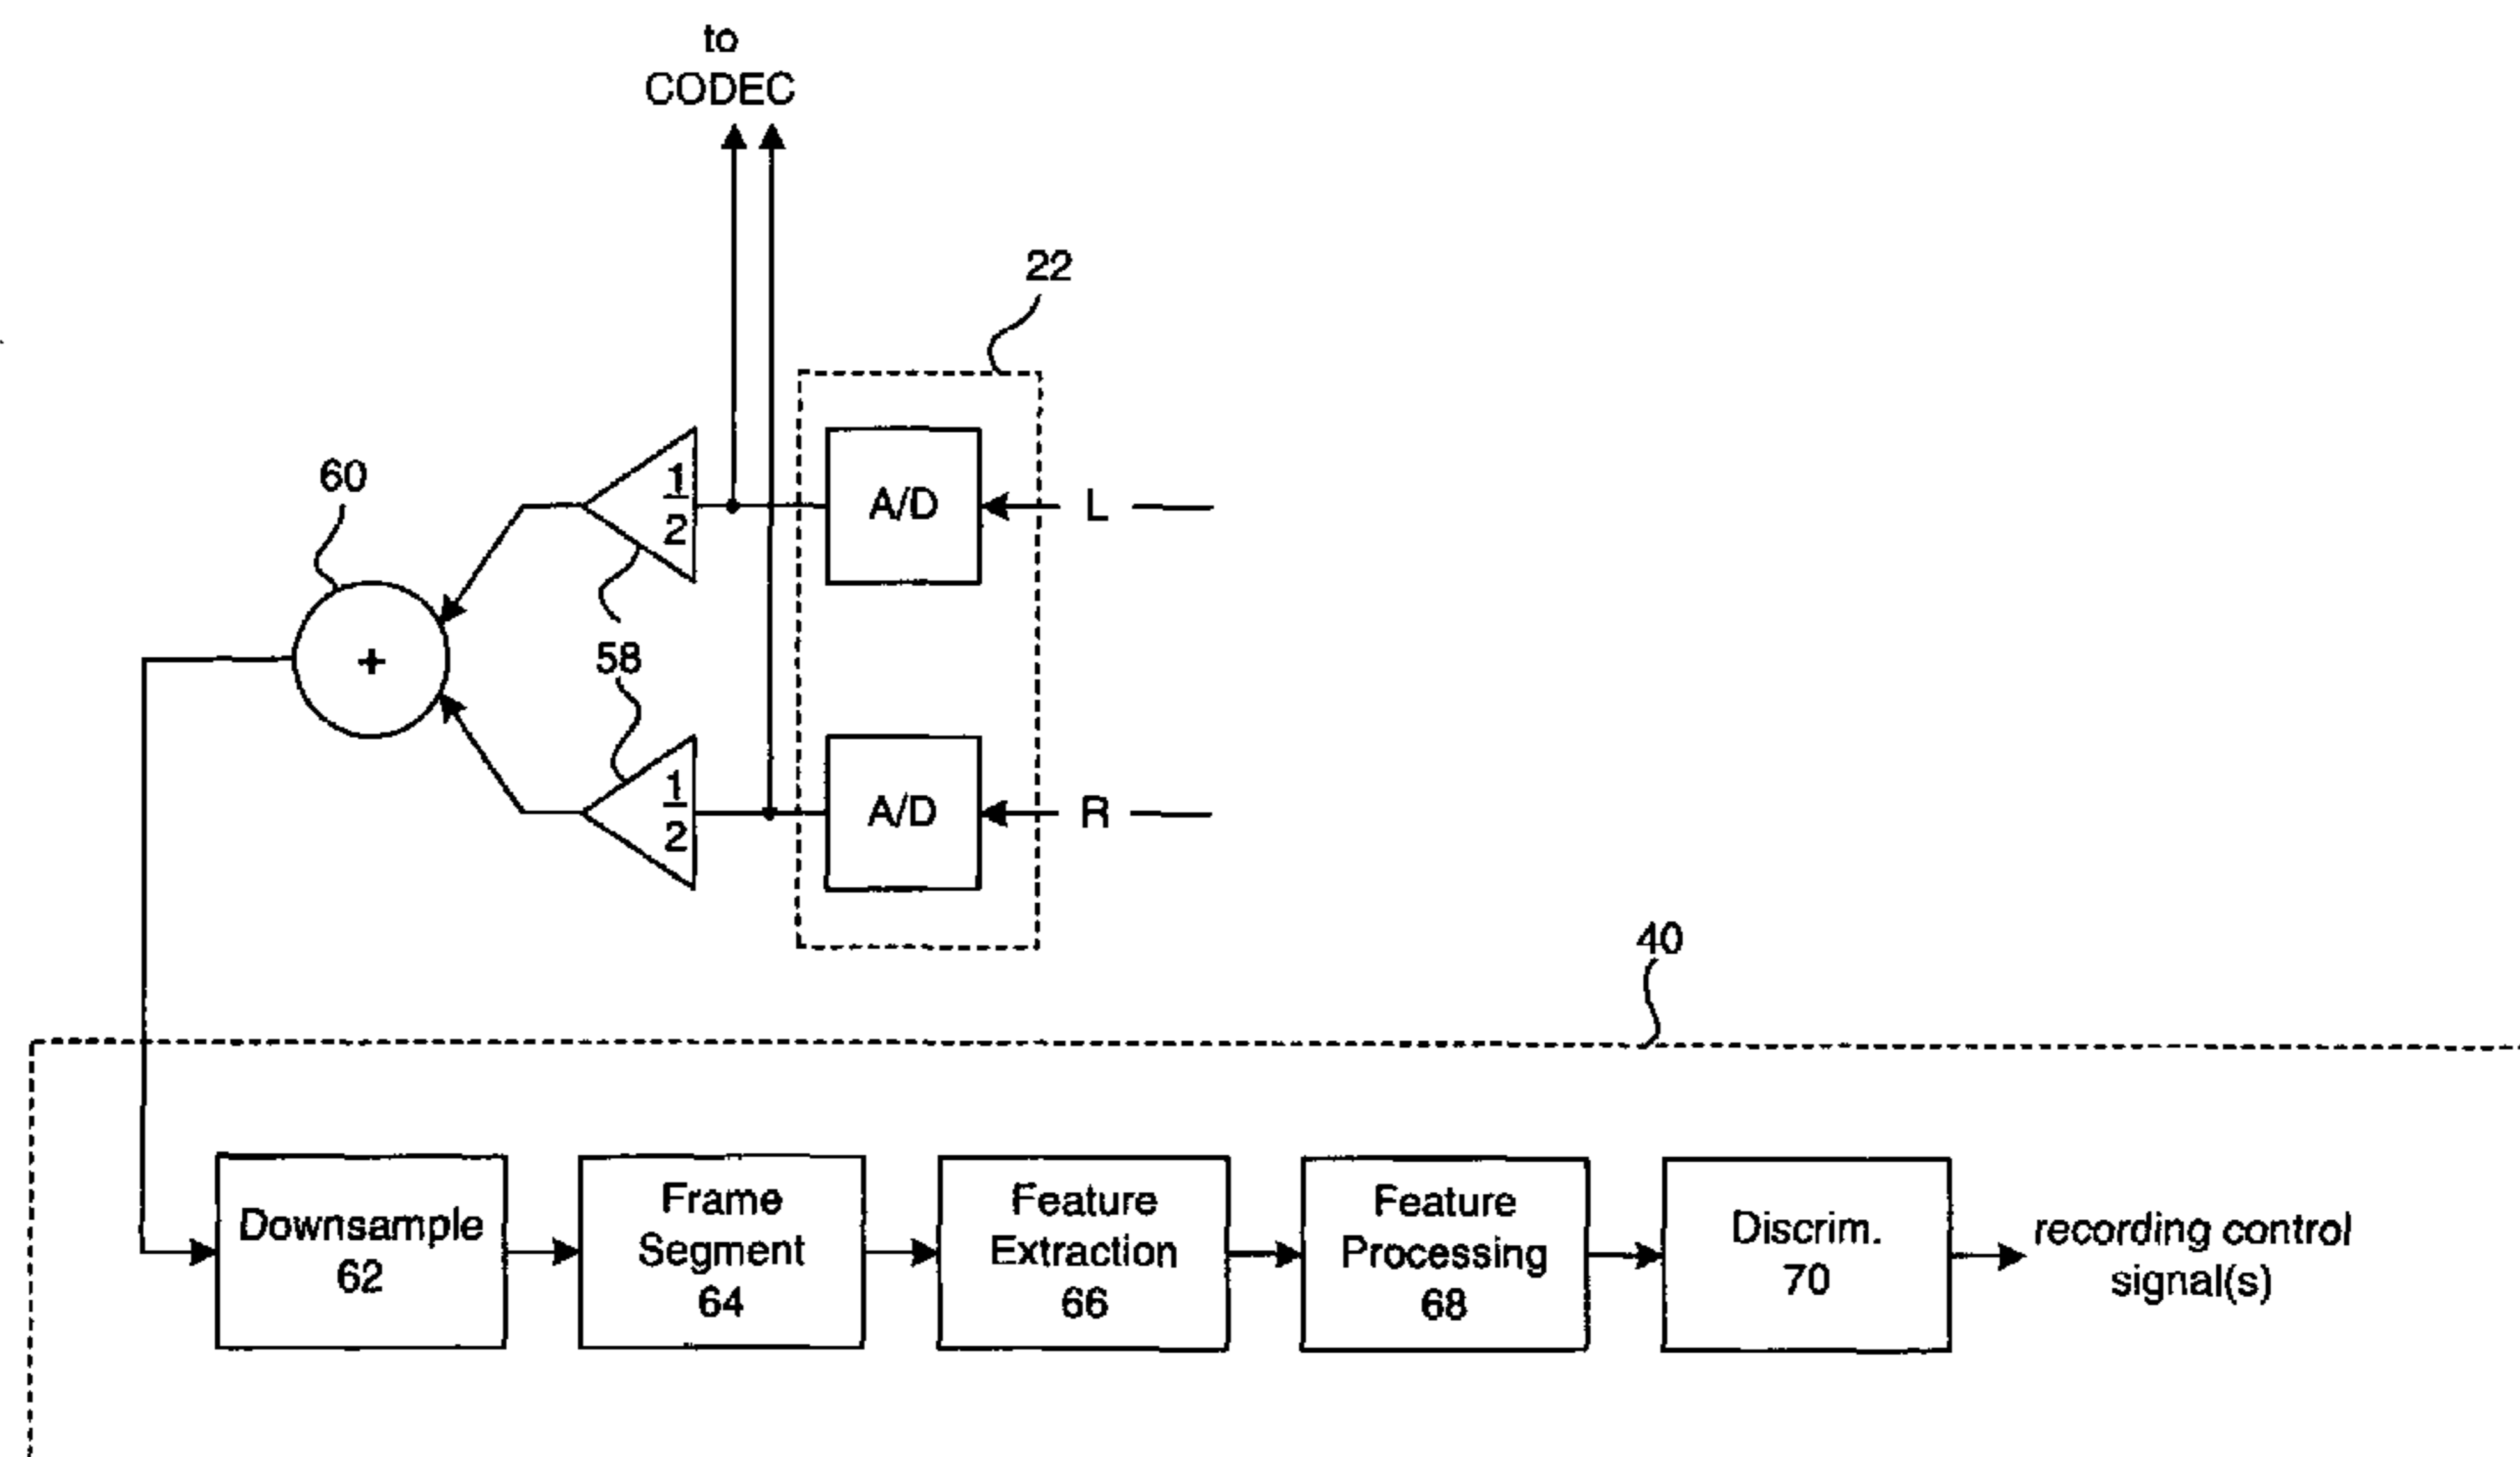 to
CODEC
22
60
1
2
A/D
L
58
+
1
2
A/D
R
40
Downsample
62
Frame
Segment
64
Feature
Extraction
66
Feature
Processing
68
Discrim.
70
recording control
signal(s)